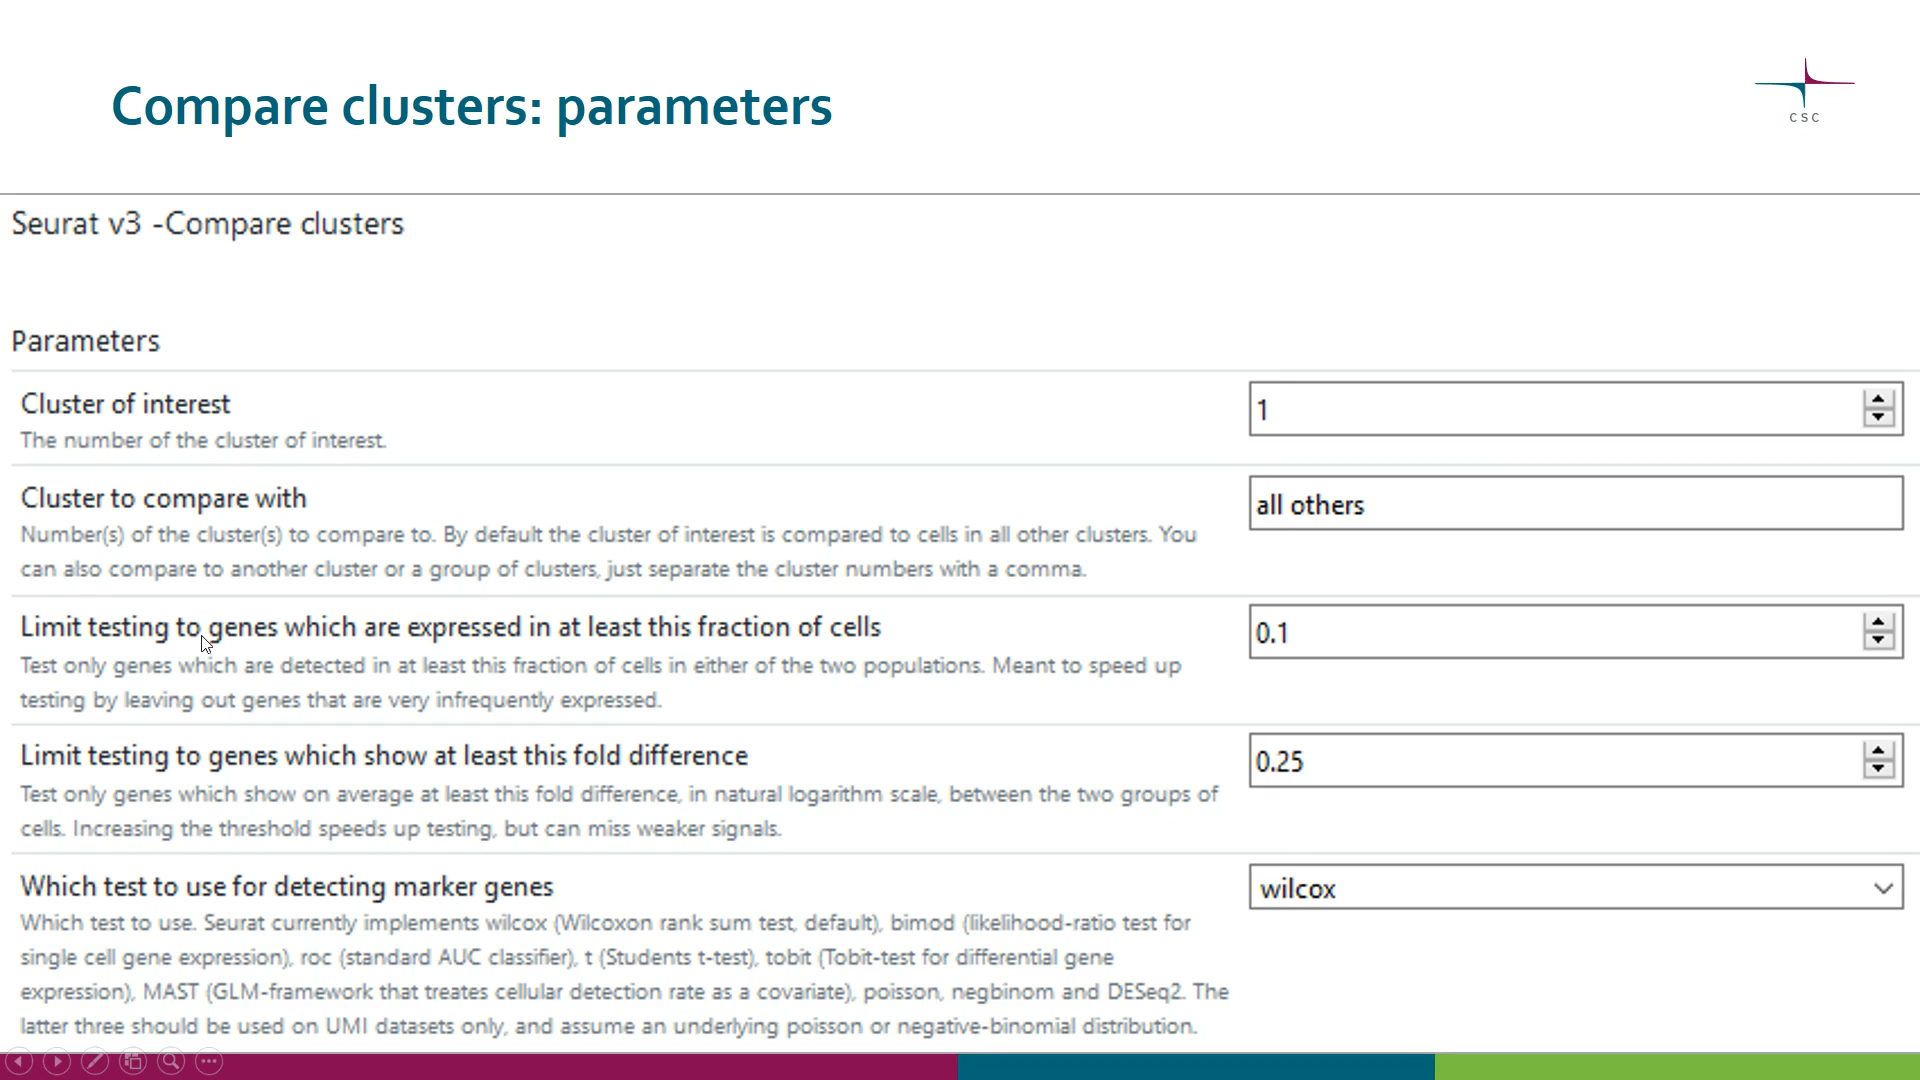 Compare clusters: parameters
CSC
Seurat v3 -Compare clusters
Parameters
Cluster of interest
1
The number of the cluster of interest.
Cluster to compare with
all others
Number(s) of the cluster(s) to compare to. By default the cluster of interest is compared to cells in all other clusters. You
can also compare to another cluster or a group of clusters, just separate the cluster numbers with a comma.
Limit testing to genes which are expressed in at least this fraction of cells
0.1
Test only genes which are detected in at least this fraction of cells in either of the two populations. Meant to speed up
testing by leaving out genes that are very infrequently expressed.
Limit testing to genes which show at least this fold difference
0.25
Test only genes which show on average at least this fold difference, in natural logarithm scale, between the two groups of
cells. Increasing the threshold speeds up testing, but can miss weaker signals.
Which test to use for detecting marker genes
wilcox
Which test to use. Seurat currently implements wilcox (Wilcoxon rank sum test, default), bimod (likelihood-ratio test for
single cell gene expression), roc (standard AUC classifier), t (Students t-test), tobit (Tobit-test for differential gene
expression), MAST (GLM-framework that treates cellular detection rate as a covariate), poisson, negbinom and DESeq2. The
latter three should be used on UMI datasets only, and assume an underlying poisson or negative-binomial distribution.